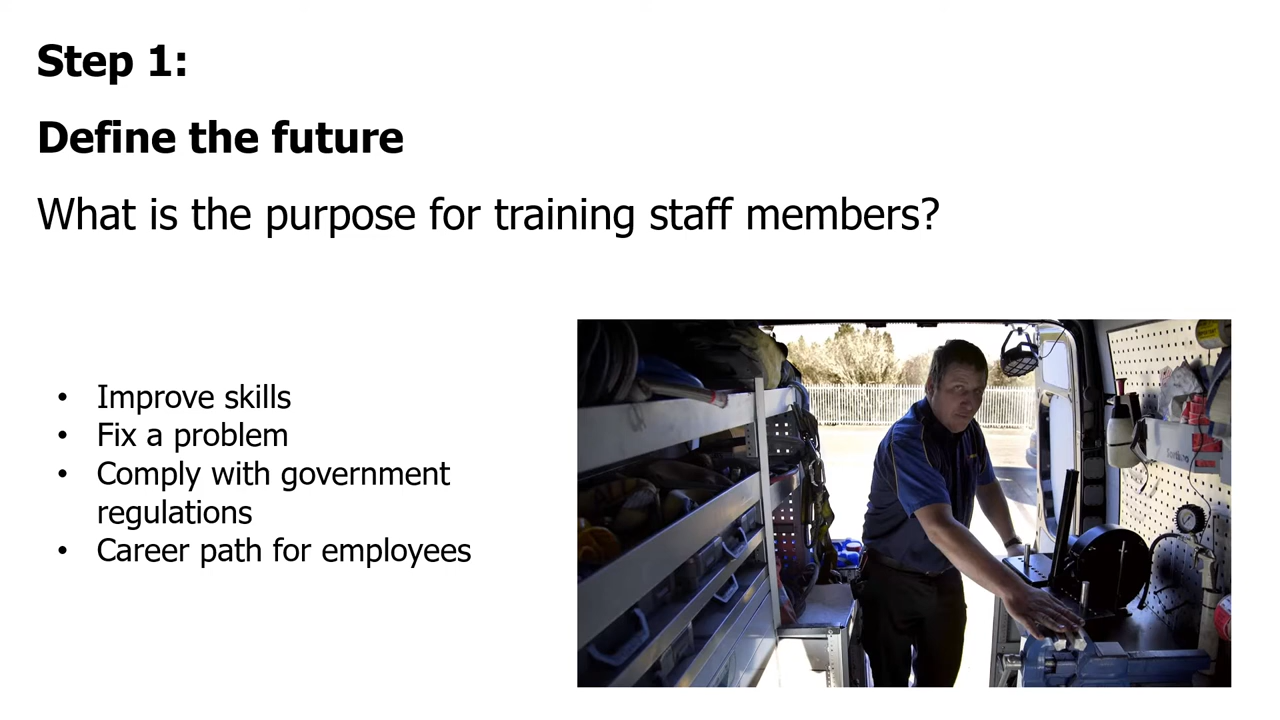 Step 1:
Define the future
What is the purpose for training staff members?
• Improve skills
• Fix a problem
• Comply with government
regulations
• Career path for employees